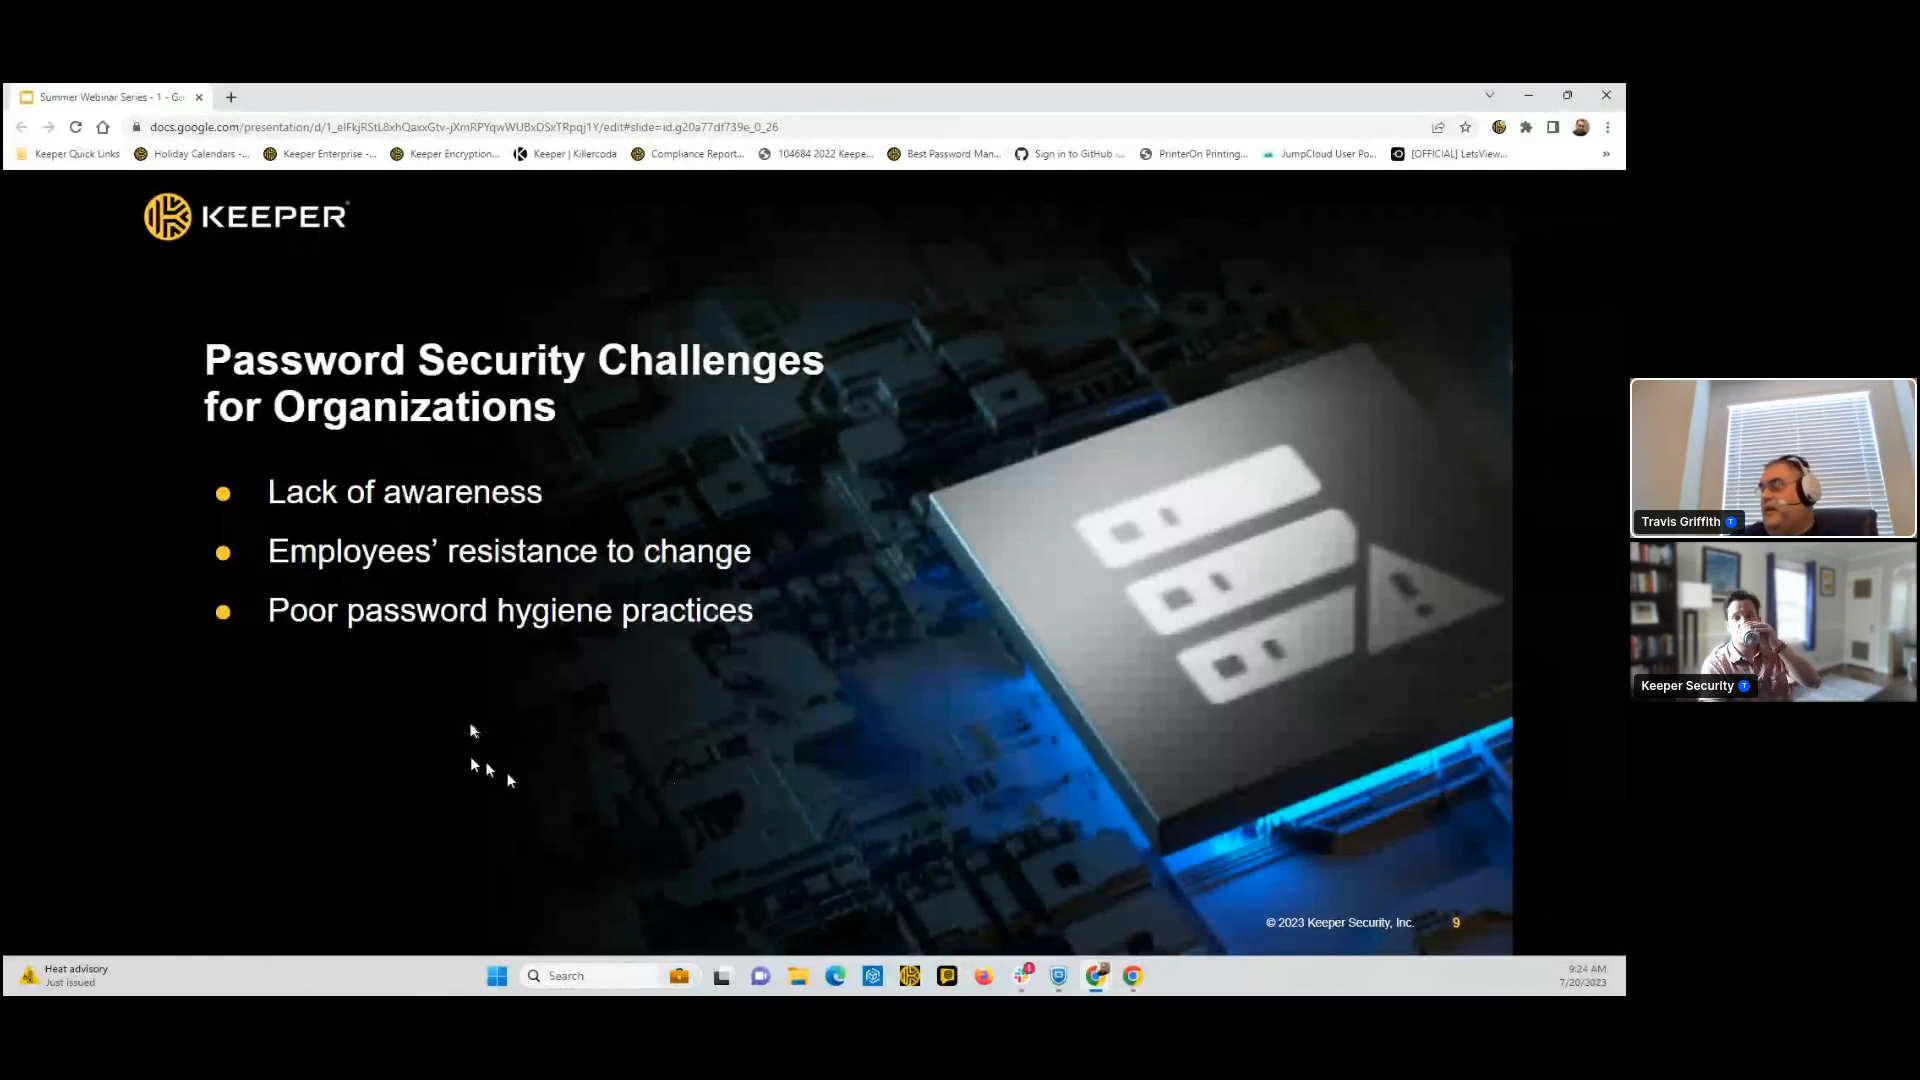 Summer Webinar Series - 1 - Go
docs.google.com/presentation/d/1_elFkjRStL8xhQaxxGtv-jXmRPYqwWUBxDSxTRpqj1Y/edit#slide=id.g20a77df739e_0_26
Keeper Quick Links
Holiday Calendars -...
Keeper Enterprise -...
Keeper Encryption...
Keeper | Killercoda
Compliance Report...
104684 2022 Keepe...
Best Password Man...
Sign in to GitHub ·...
PrinterOn Printing...
JumpCloud User Po...
[OFFICIAL] LetsView...
KEEPER
Password Security Challenges
for Organizations
● Lack of awareness
● Employees’ resistance to change
● Poor password hygiene practices
© 2023 Keeper Security, Inc. 9
Travis Griffith
Keeper Security
Heat advisory
Just issued
Search
9:24 AM
7/20/2023